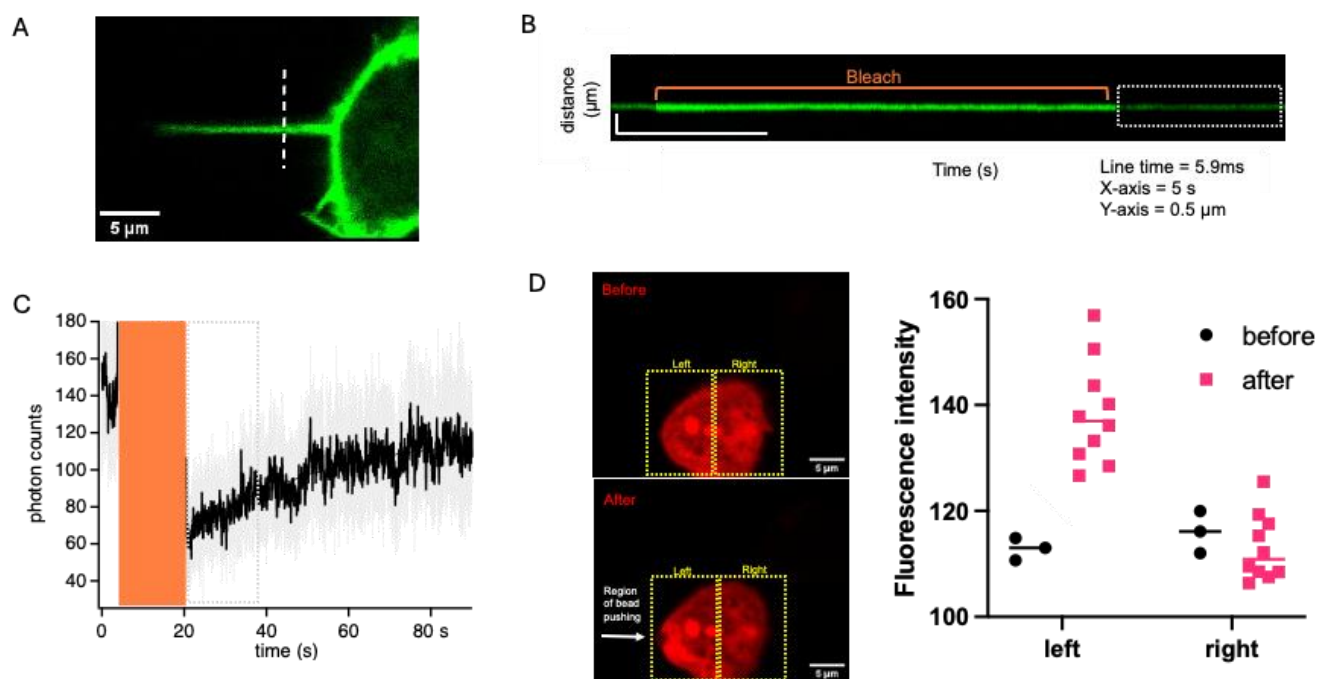 A
5 µm
B
distance
(µm)
Bleach
Time (s)
Line time = 5.9ms
X-axis = 5 s
Y-axis = 0.5 µm
C
photon counts
180
160
140
120
100
80
60
40
0
20
40
60
80 s
time (s)
D
Before
Left
Right
5 µm
After
Left
Right
Region
of bead
pushing
5 µm
Fluorescence intensity
160
140
120
100
before
after
left
right